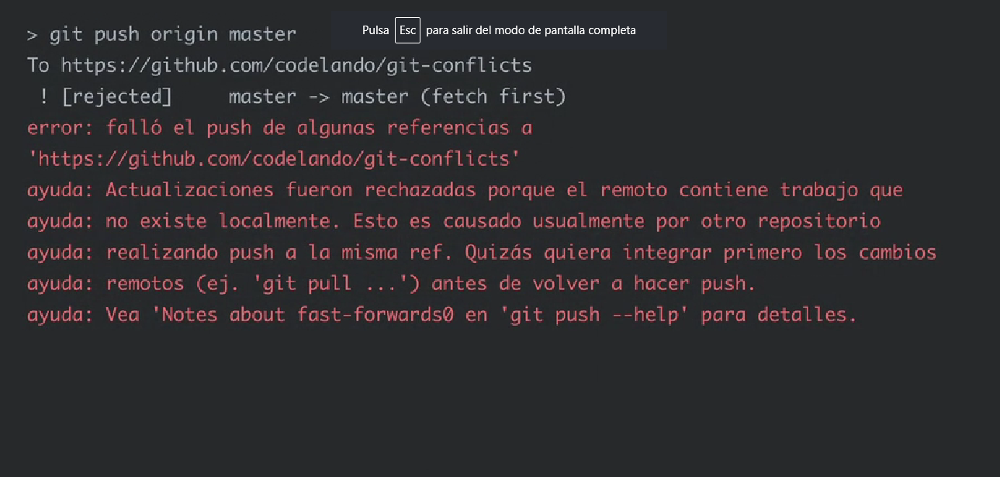 Pulsa Esc para salir del modo de pantalla completa
> git push origin master
To https://github.com/codelando/git-conflicts
! [rejected] master -> master (fetch first)
error: falló el push de algunas referencias a
'https://github.com/codelando/git-conflicts'
ayuda: Actualizaciones fueron rechazadas porque el remoto contiene trabajo que
ayuda: no existe localmente. Esto es causado usualmente por otro repositorio
ayuda: realizando push a la misma ref. Quizás quiera integrar primero los cambios
ayuda: remotos (ej. 'git pull ...') antes de volver a hacer push.
ayuda: Vea 'Notes about fast-forwards0 en 'git push --help' para detalles.